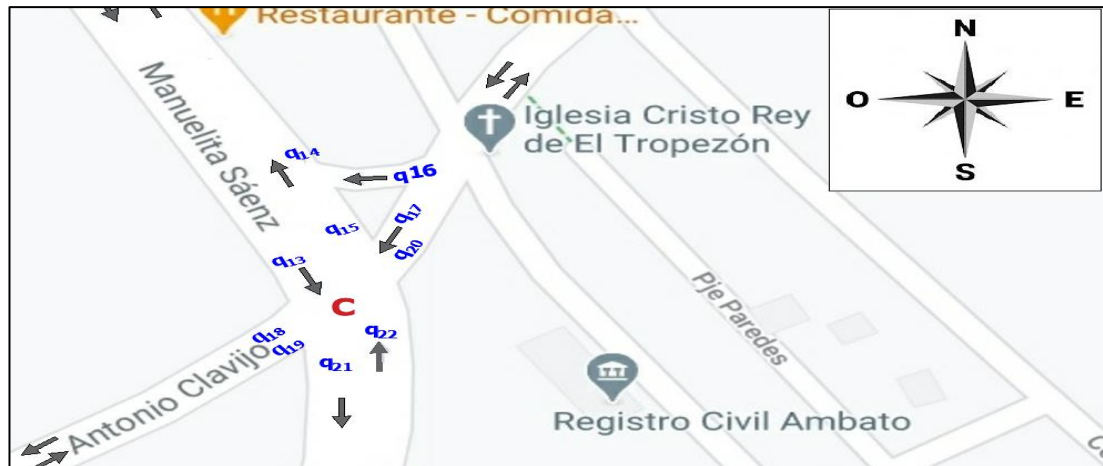 Restaurante - Comida...
N
O
E
S
Manuelita Sáenz
Iglesia Cristo Rey
de El Tropezón
q14
q16
q17
q15
q20
q13
C
q18
q19
q22
q21
Pje Paredes
Antonio Clavijo
Registro Civil Ambato